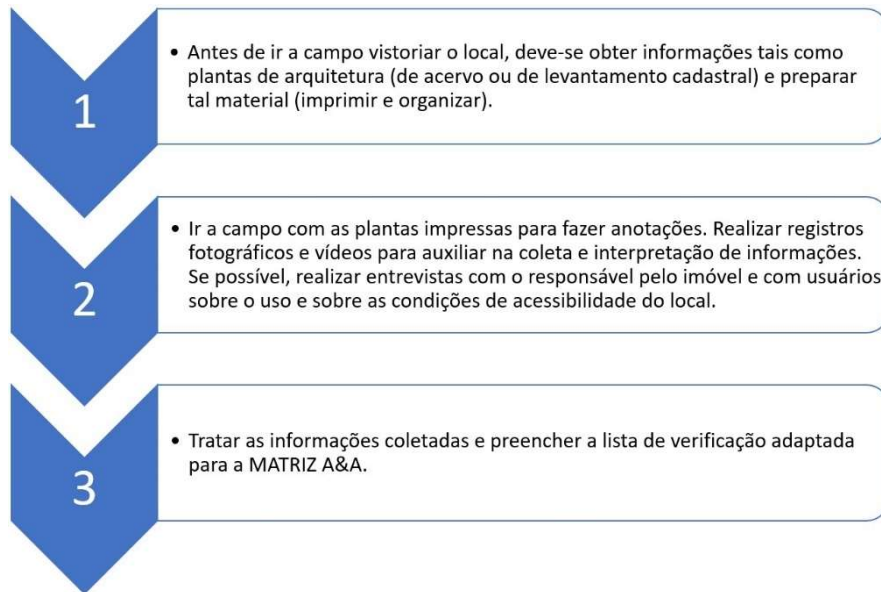 1
• Antes de ir a campo vistoriar o local, deve-se obter informações tais como
plantas de arquitetura (de acervo ou de levantamento cadastral) e preparar
tal material (imprimir e organizar).
2
• Ir a campo com as plantas impressas para fazer anotações. Realizar registros
fotográficos e vídeos para auxiliar na coleta e interpretação de informações.
Se possível, realizar entrevistas com o responsável pelo imóvel e com usuários
sobre o uso e sobre as condições de acessibilidade do local.
3
• Tratar as informações coletadas e preencher a lista de verificação adaptada
para a MATRIZ A&A.